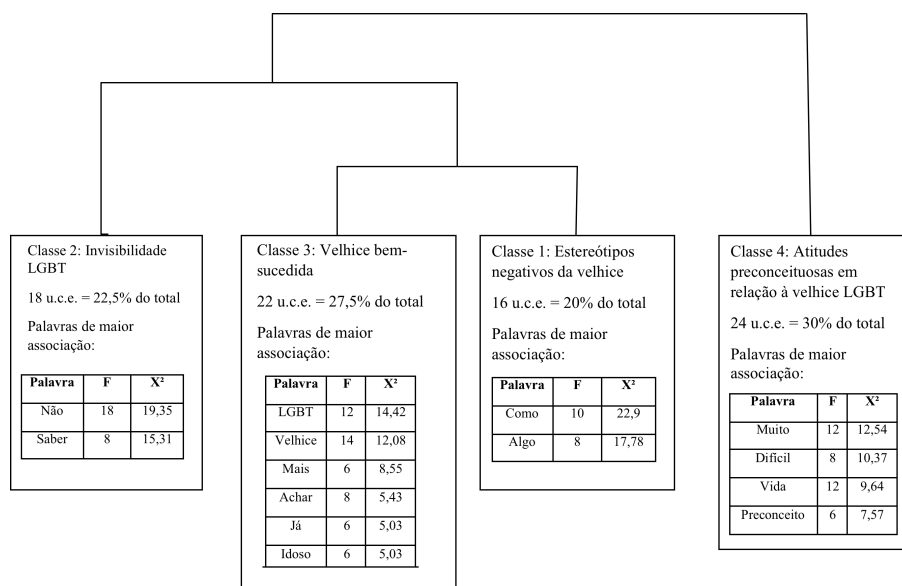 Classe 2: Invisibilidade
LGBT
18 u.c.e. = 22,5% do total
Palavras de maior
associação:
Palavra F X²
Não 18 19,35
Saber 8 15,31
Classe 3: Velhice bem-
sucedida
22 u.c.e. = 27,5% do total
Palavras de maior
associação:
Palavra F X²
LGBT 12 14,42
Velhice 14 12,08
Mais 6 8,55
Achar 8 5,43
Já 6 5,03
Idoso 6 5,03
Classe 1: Estereótipos
negativos da velhice
16 u.c.e. = 20% do total
Palavras de maior
associação:
Palavra F X²
Como 10 22,9
Algo 8 17,78
Classe 4: Atitudes
preconceituosas em
relação à velhice LGBT
24 u.c.e. = 30% do total
Palavras de maior
associação:
Palavra F X²
Muito 12 12,54
Difícil 8 10,37
Vida 12 9,64
Preconceito 6 7,57